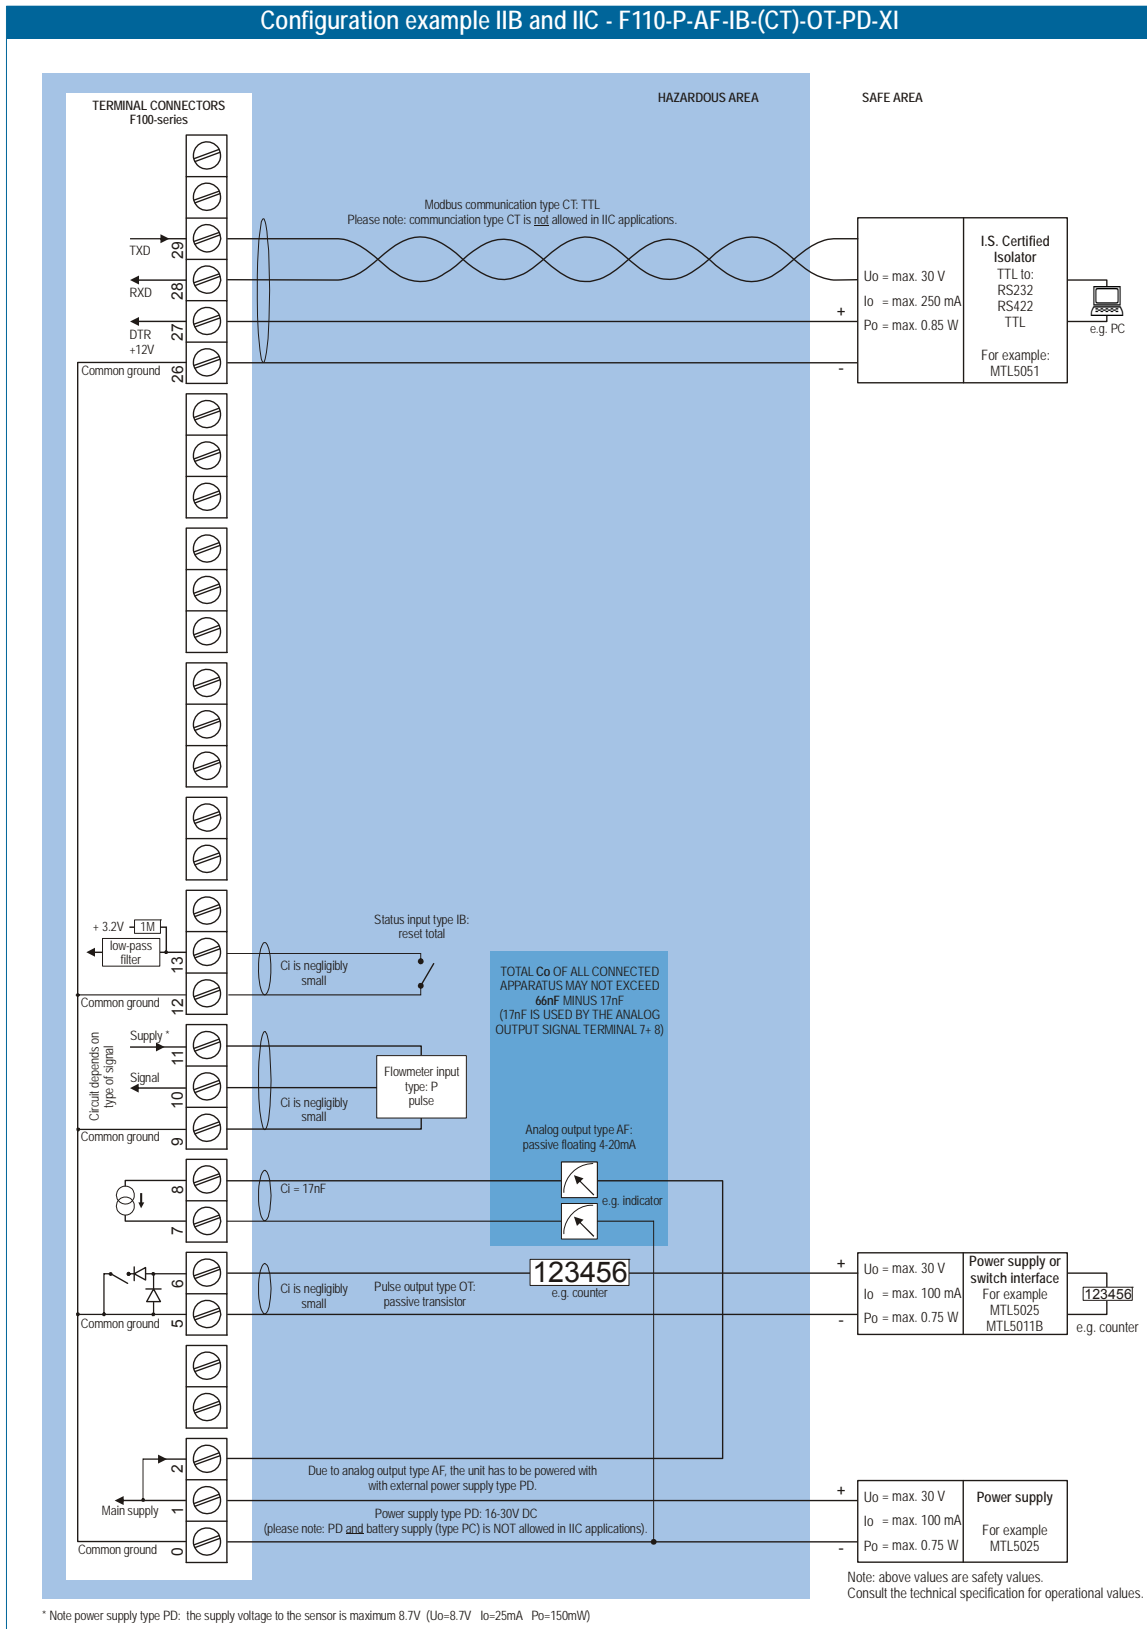 Configuration example IIB and IIC - F110-P-AF-IB-(CT)-OT-PD-XI
HAZARDOUS AREA
SAFE AREA
TERMINAL CONNECTORS
F100-series
Modbus communication type CT: TTL
Please note: communciation type CT is not allowed in IIC applications.
TXD
29
RXD
28
DTR
+12V
27
Common ground
26
+
-
Uo = max. 30 V
Io = max. 250 mA
Po = max. 0.85 W
I.S. Certified
Isolator
TTL to:
RS232
RS422
TTL
For example:
MTL5051
e.g. PC
+ 3.2V
1M
low-pass
filter
13
Common ground
12
Ci is negligibly
small
Status input type IB:
reset total
TOTAL Co OF ALL CONNECTED
APPARATUS MAY NOT EXCEED
66nF MINUS 17nF
(17nF IS USED BY THE ANALOG
OUTPUT SIGNAL TERMINAL 7+ 8)
Circuit depends on
type of signal
Supply *
11
Signal
10
Common ground
9
Ci is negligibly
small
Flowmeter input
type: P
pulse
Analog output type AF:
passive floating 4-20mA
8
7
Ci = 17nF
e.g. indicator
6
Common ground
5
Ci is negligibly
small
Pulse output type OT:
passive transistor
123456
e.g. counter
+
-
Uo = max. 30 V
Io = max. 100 mA
Po = max. 0.75 W
Power supply or
switch interface
For example
MTL5025
MTL5011B
123456
e.g. counter
2
Due to analog output type AF, the unit has to be powered with
with external power supply type PD.
Main supply
1
Power supply type PD: 16-30V DC
(please note: PD and battery supply (type PC) is NOT allowed in IIC applications).
Common ground
0
+
-
Uo = max. 30 V
Io = max. 100 mA
Po = max. 0.75 W
Power supply
For example
MTL5025
Note: above values are safety values.
Consult the technical specification for operational values.
* Note power supply type PD: the supply voltage to the sensor is maximum 8.7V (Uo=8.7V Io=25mA Po=150mW)